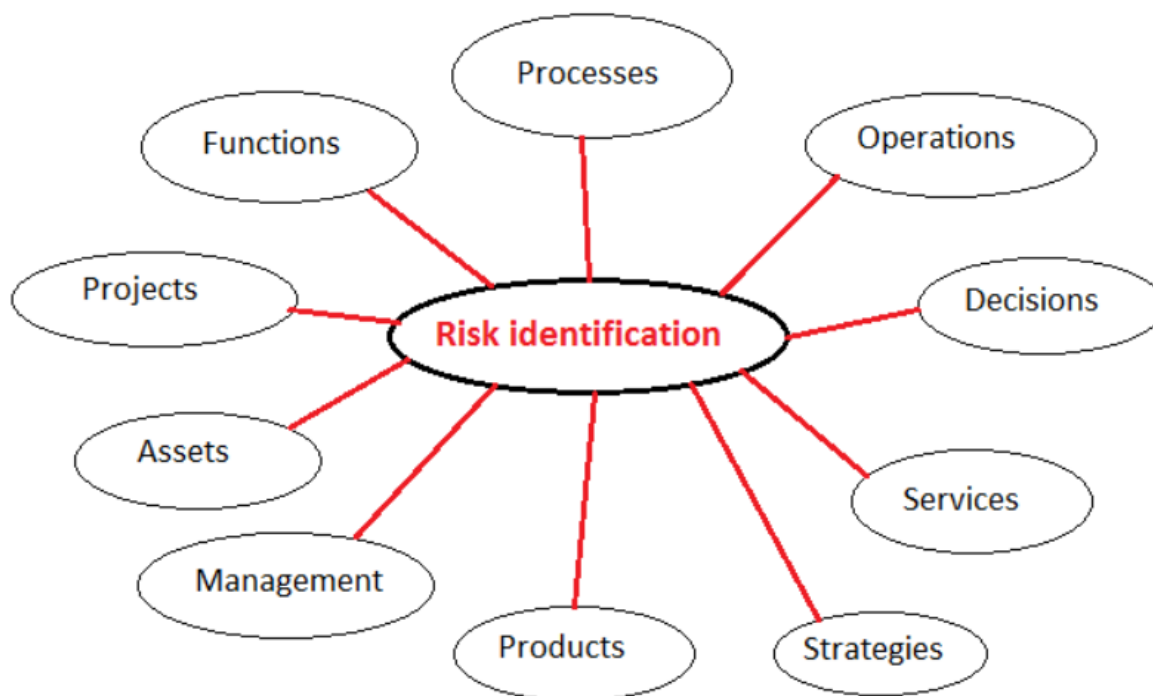 Processes
Functions
Operations
Projects
Decisions
Risk identification
Assets
Services
Management
Products
Strategies